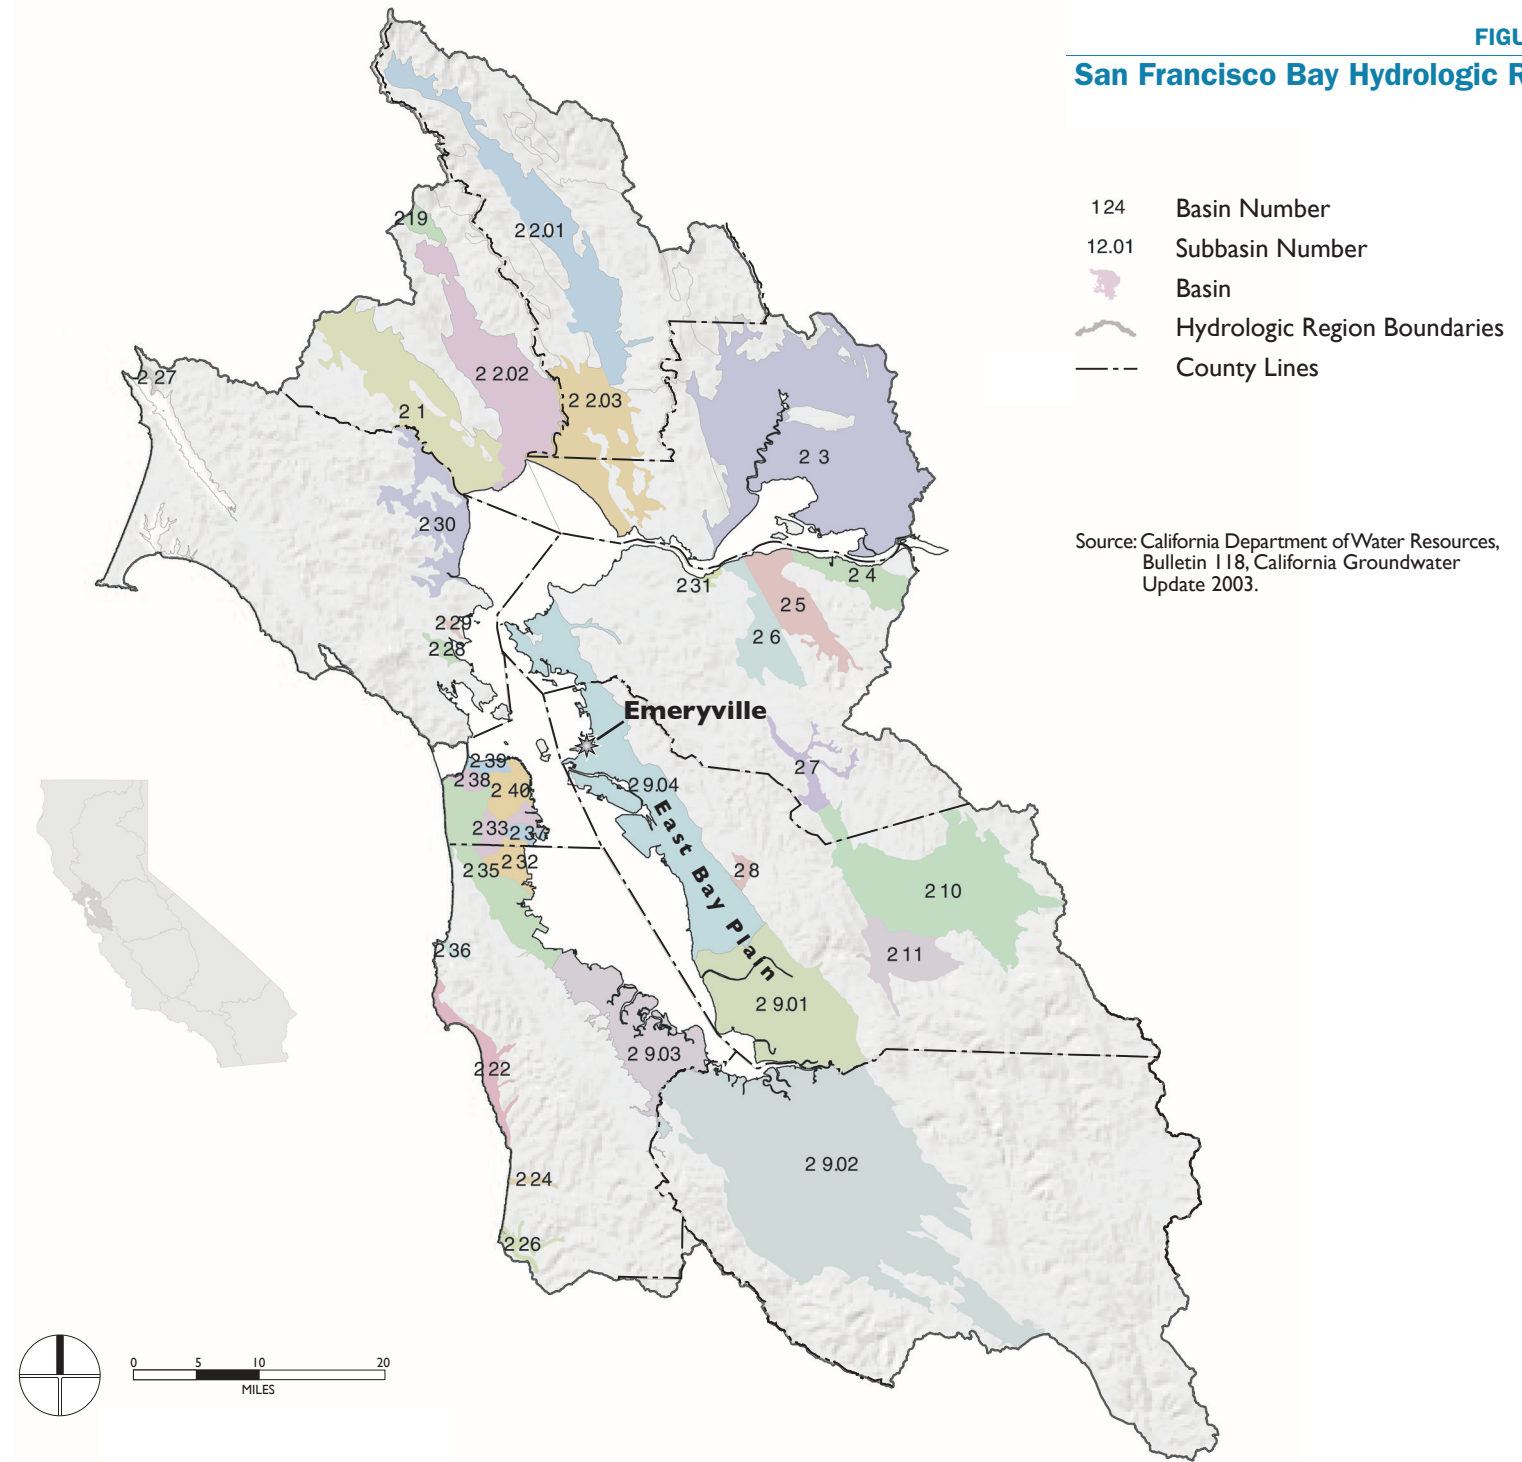 FIGU
San Francisco Bay Hydrologic R
124 Basin Number
12.01 Subbasin Number
Basin
Hydrologic Region Boundaries
County Lines
Source: California Department of Water Resources,
Bulletin 118, California Groundwater
Update 2003.
2 19
2 2.01
2 27
2 2.02
2 2.03
2 1
2 3
2 30
2 31
2 4
2 5
2 29
2 6
2 28
Emeryville
2 39
2 7
2 38
2 40
2 9.04
2 33
2 37
2 32
2 35
2 8
East Bay Plain
2 10
2 36
2 11
2 9.01
2 9.03
2 22
2 9.02
2 24
2 26
0 5 10 20
MILES